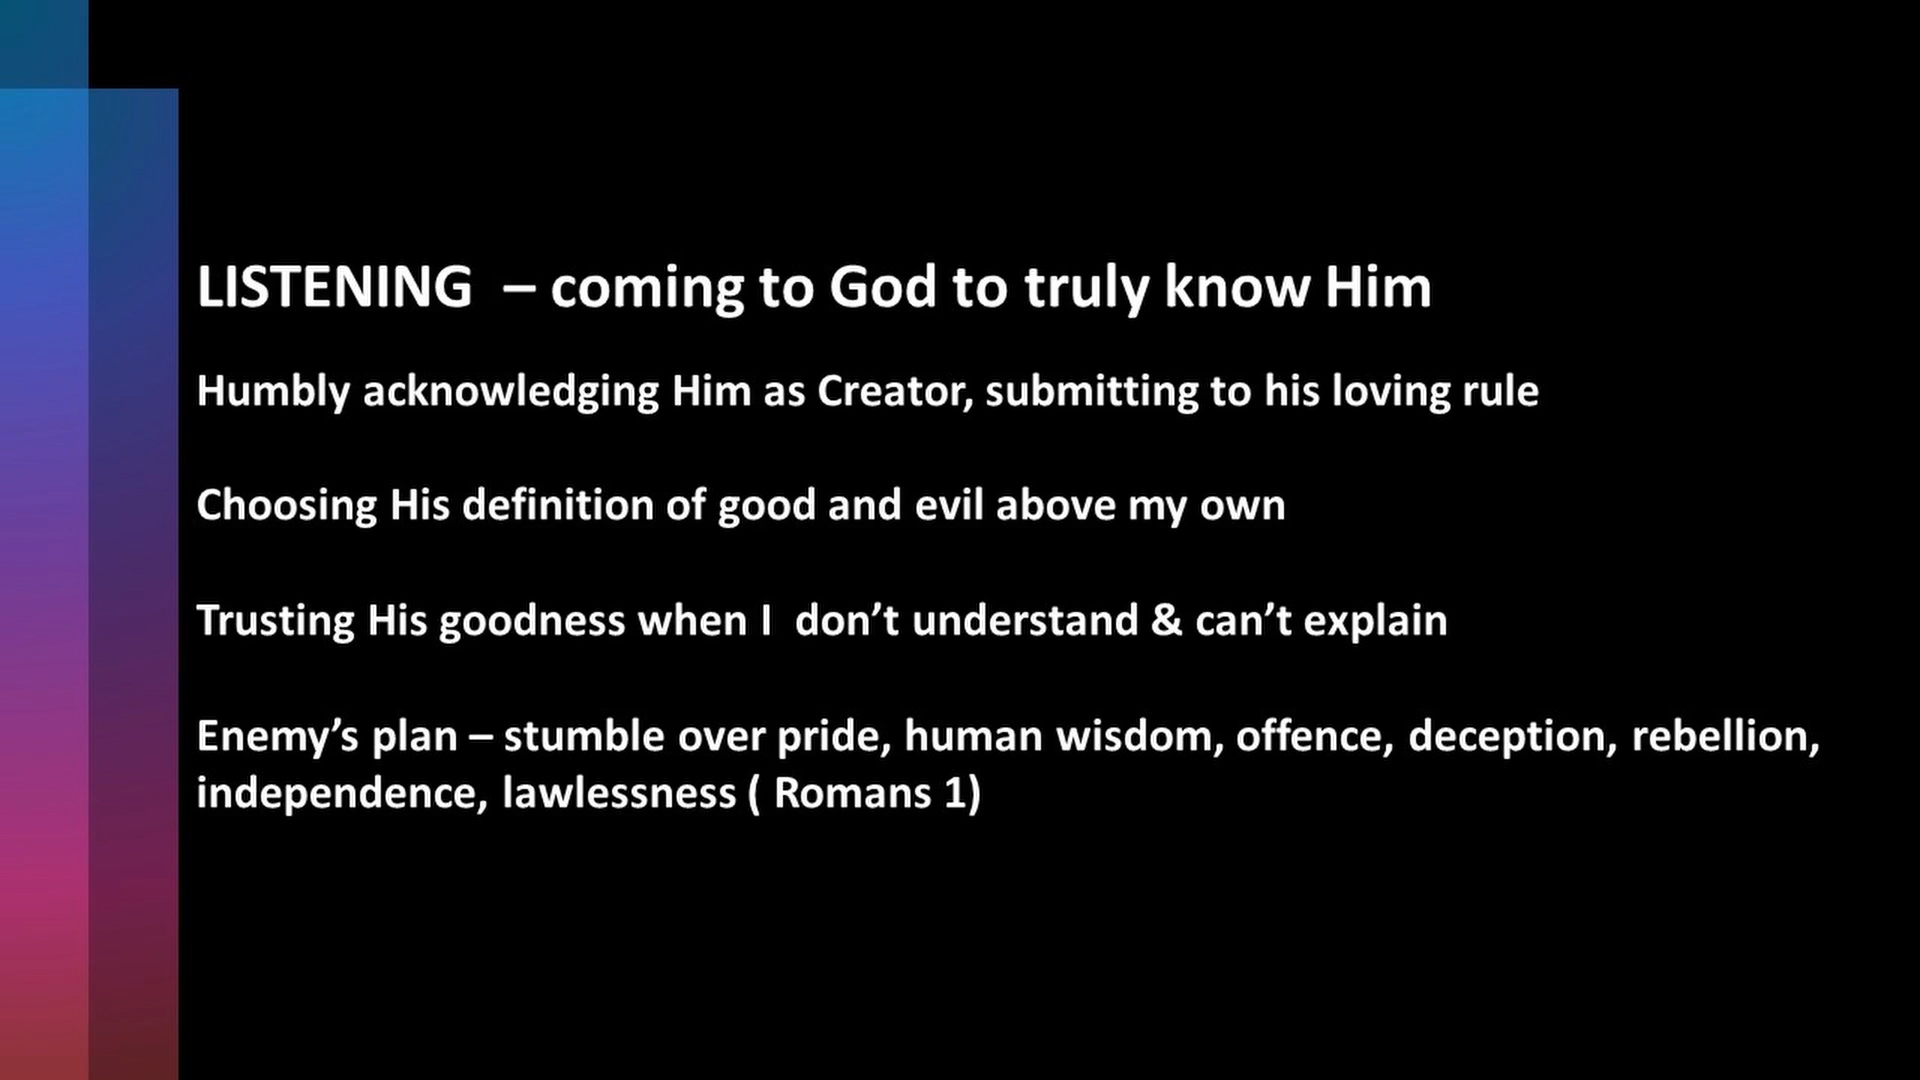 LISTENING  – coming to God to truly know Him
Humbly acknowledging Him as Creator, submitting to his loving rule
Choosing His definition of good and evil above my own
Trusting His goodness when I  don’t understand & can’t explain
Enemy’s plan – stumble over pride, human wisdom, offence, deception, rebellion,
independence, lawlessness ( Romans 1)